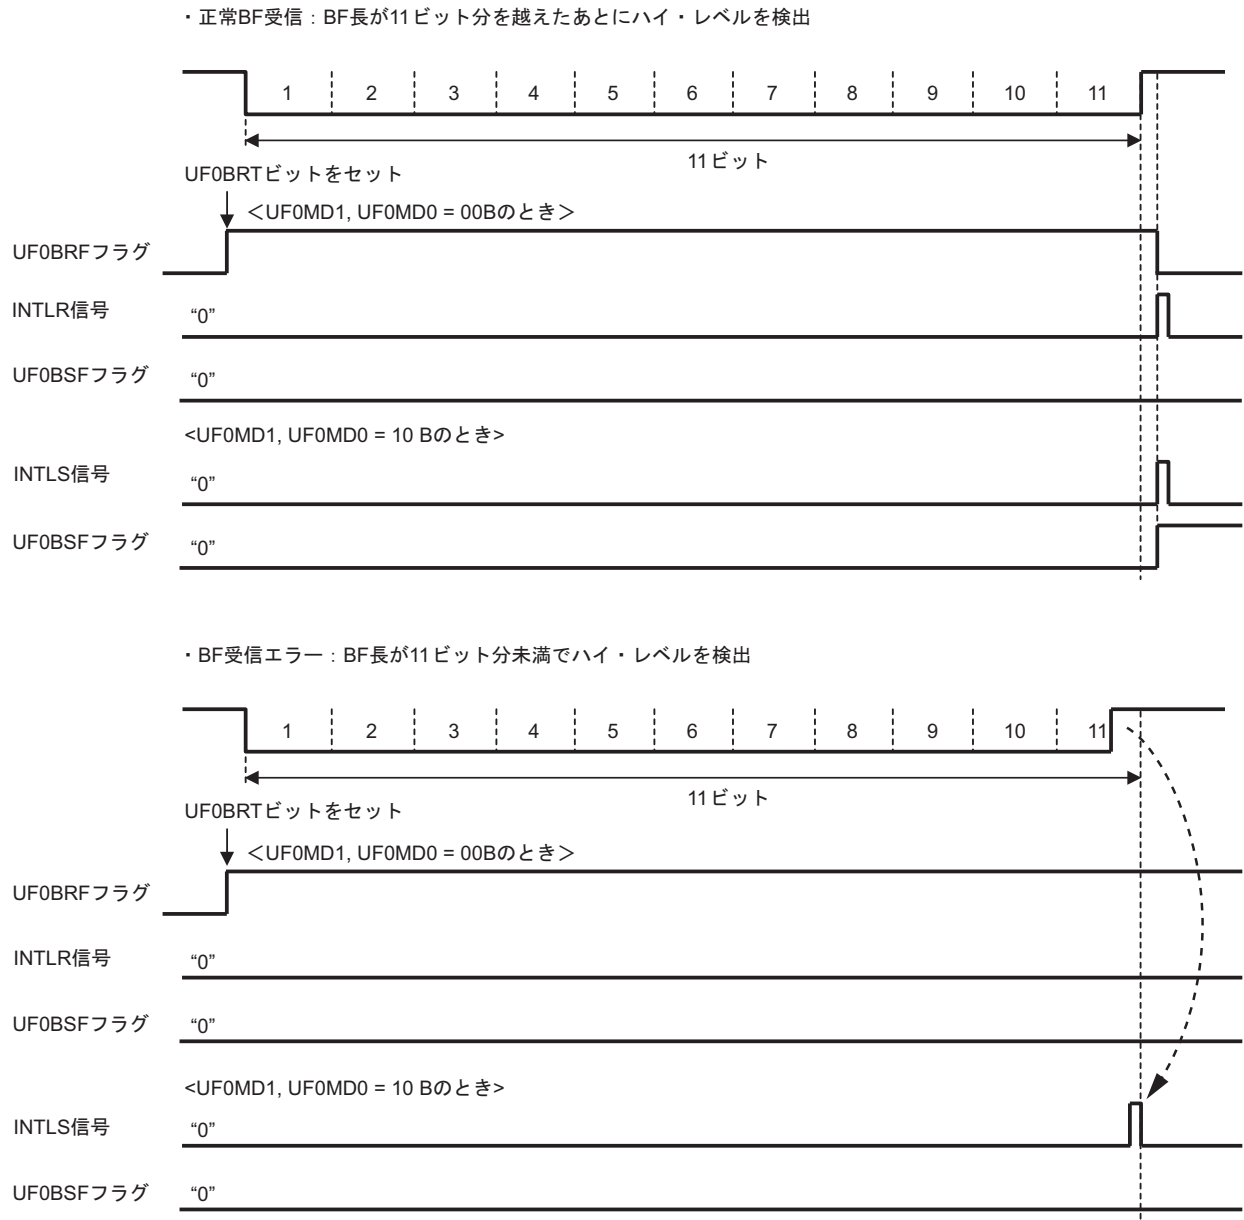 ・正常BF受信：BF長が11ビット分を越えたあとにハイ・レベルを検出
1 2 3 4 5 6 7 8 9 10 11
11ビット
UF0BRTビットをセット
＜UF0MD1, UF0MD0 = 00Bのとき＞
UF0BRFフラグ
INTLR信号 “0”
UF0BSFフラグ “0”
<UF0MD1, UF0MD0 = 10 Bのとき>
INTLS信号 “0”
UF0BSFフラグ “0”
・BF受信エラー：BF長が11ビット分未満でハイ・レベルを検出
1 2 3 4 5 6 7 8 9 10 11
11ビット
UF0BRTビットをセット
＜UF0MD1, UF0MD0 = 00Bのとき＞
UF0BRFフラグ
INTLR信号 “0”
UF0BSFフラグ “0”
<UF0MD1, UF0MD0 = 10 Bのとき>
INTLS信号 “0”
UF0BSFフラグ “0”